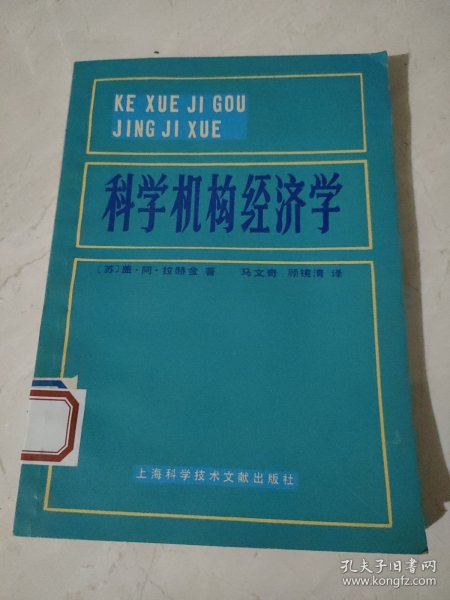 KE XUE JI GOU
JING JI XUE
科学机构经济学
〔苏〕盖·阿·拉赫金 著 马文奇 顾镜清 译
上海科学技术文献出版社
孔夫子旧书网
www.kongfz.com